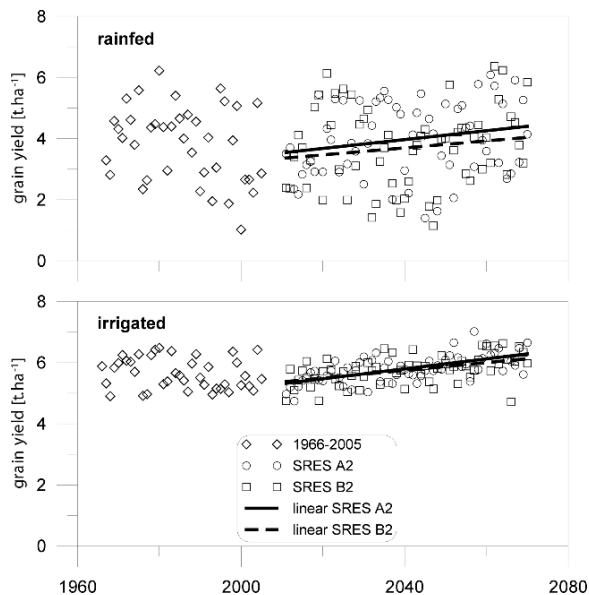 8
rainfed
6
4
2
0
grain yield [t.ha⁻¹]
8
irrigated
6
4
2
0
grain yield [t.ha⁻¹]
1966-2005
SRES A2
SRES B2
linear SRES A2
linear SRES B2
1960 2000 2040 2080